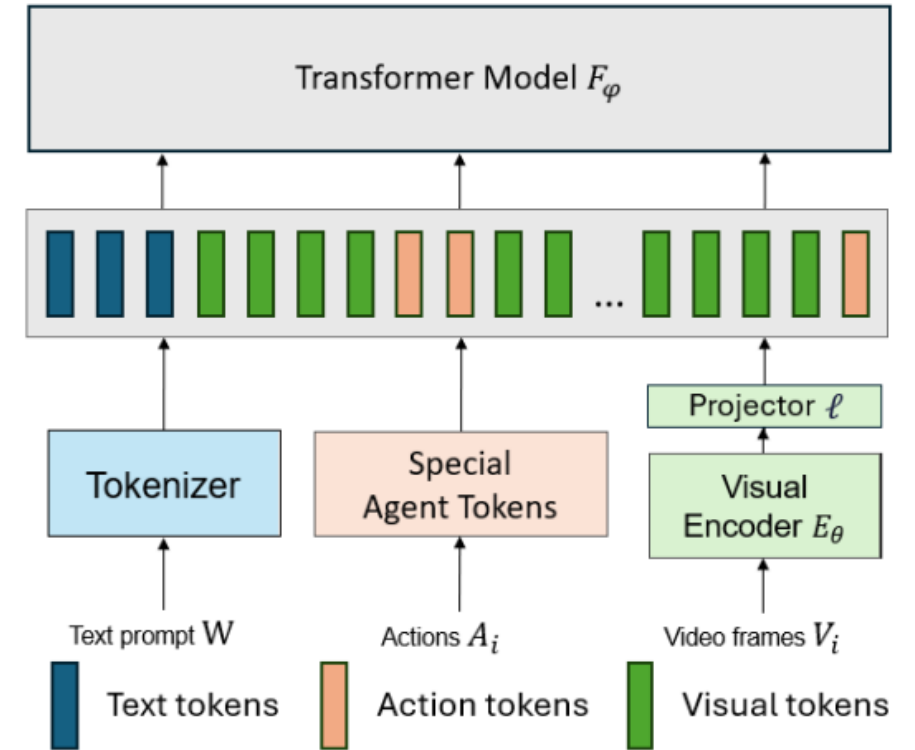 Transformer Model F_φ
...
Projector ℓ
Tokenizer
Special
Agent Tokens
Visual
Encoder E_θ
Text prompt W
Actions A_i
Video frames V_i
Text tokens
Action tokens
Visual tokens